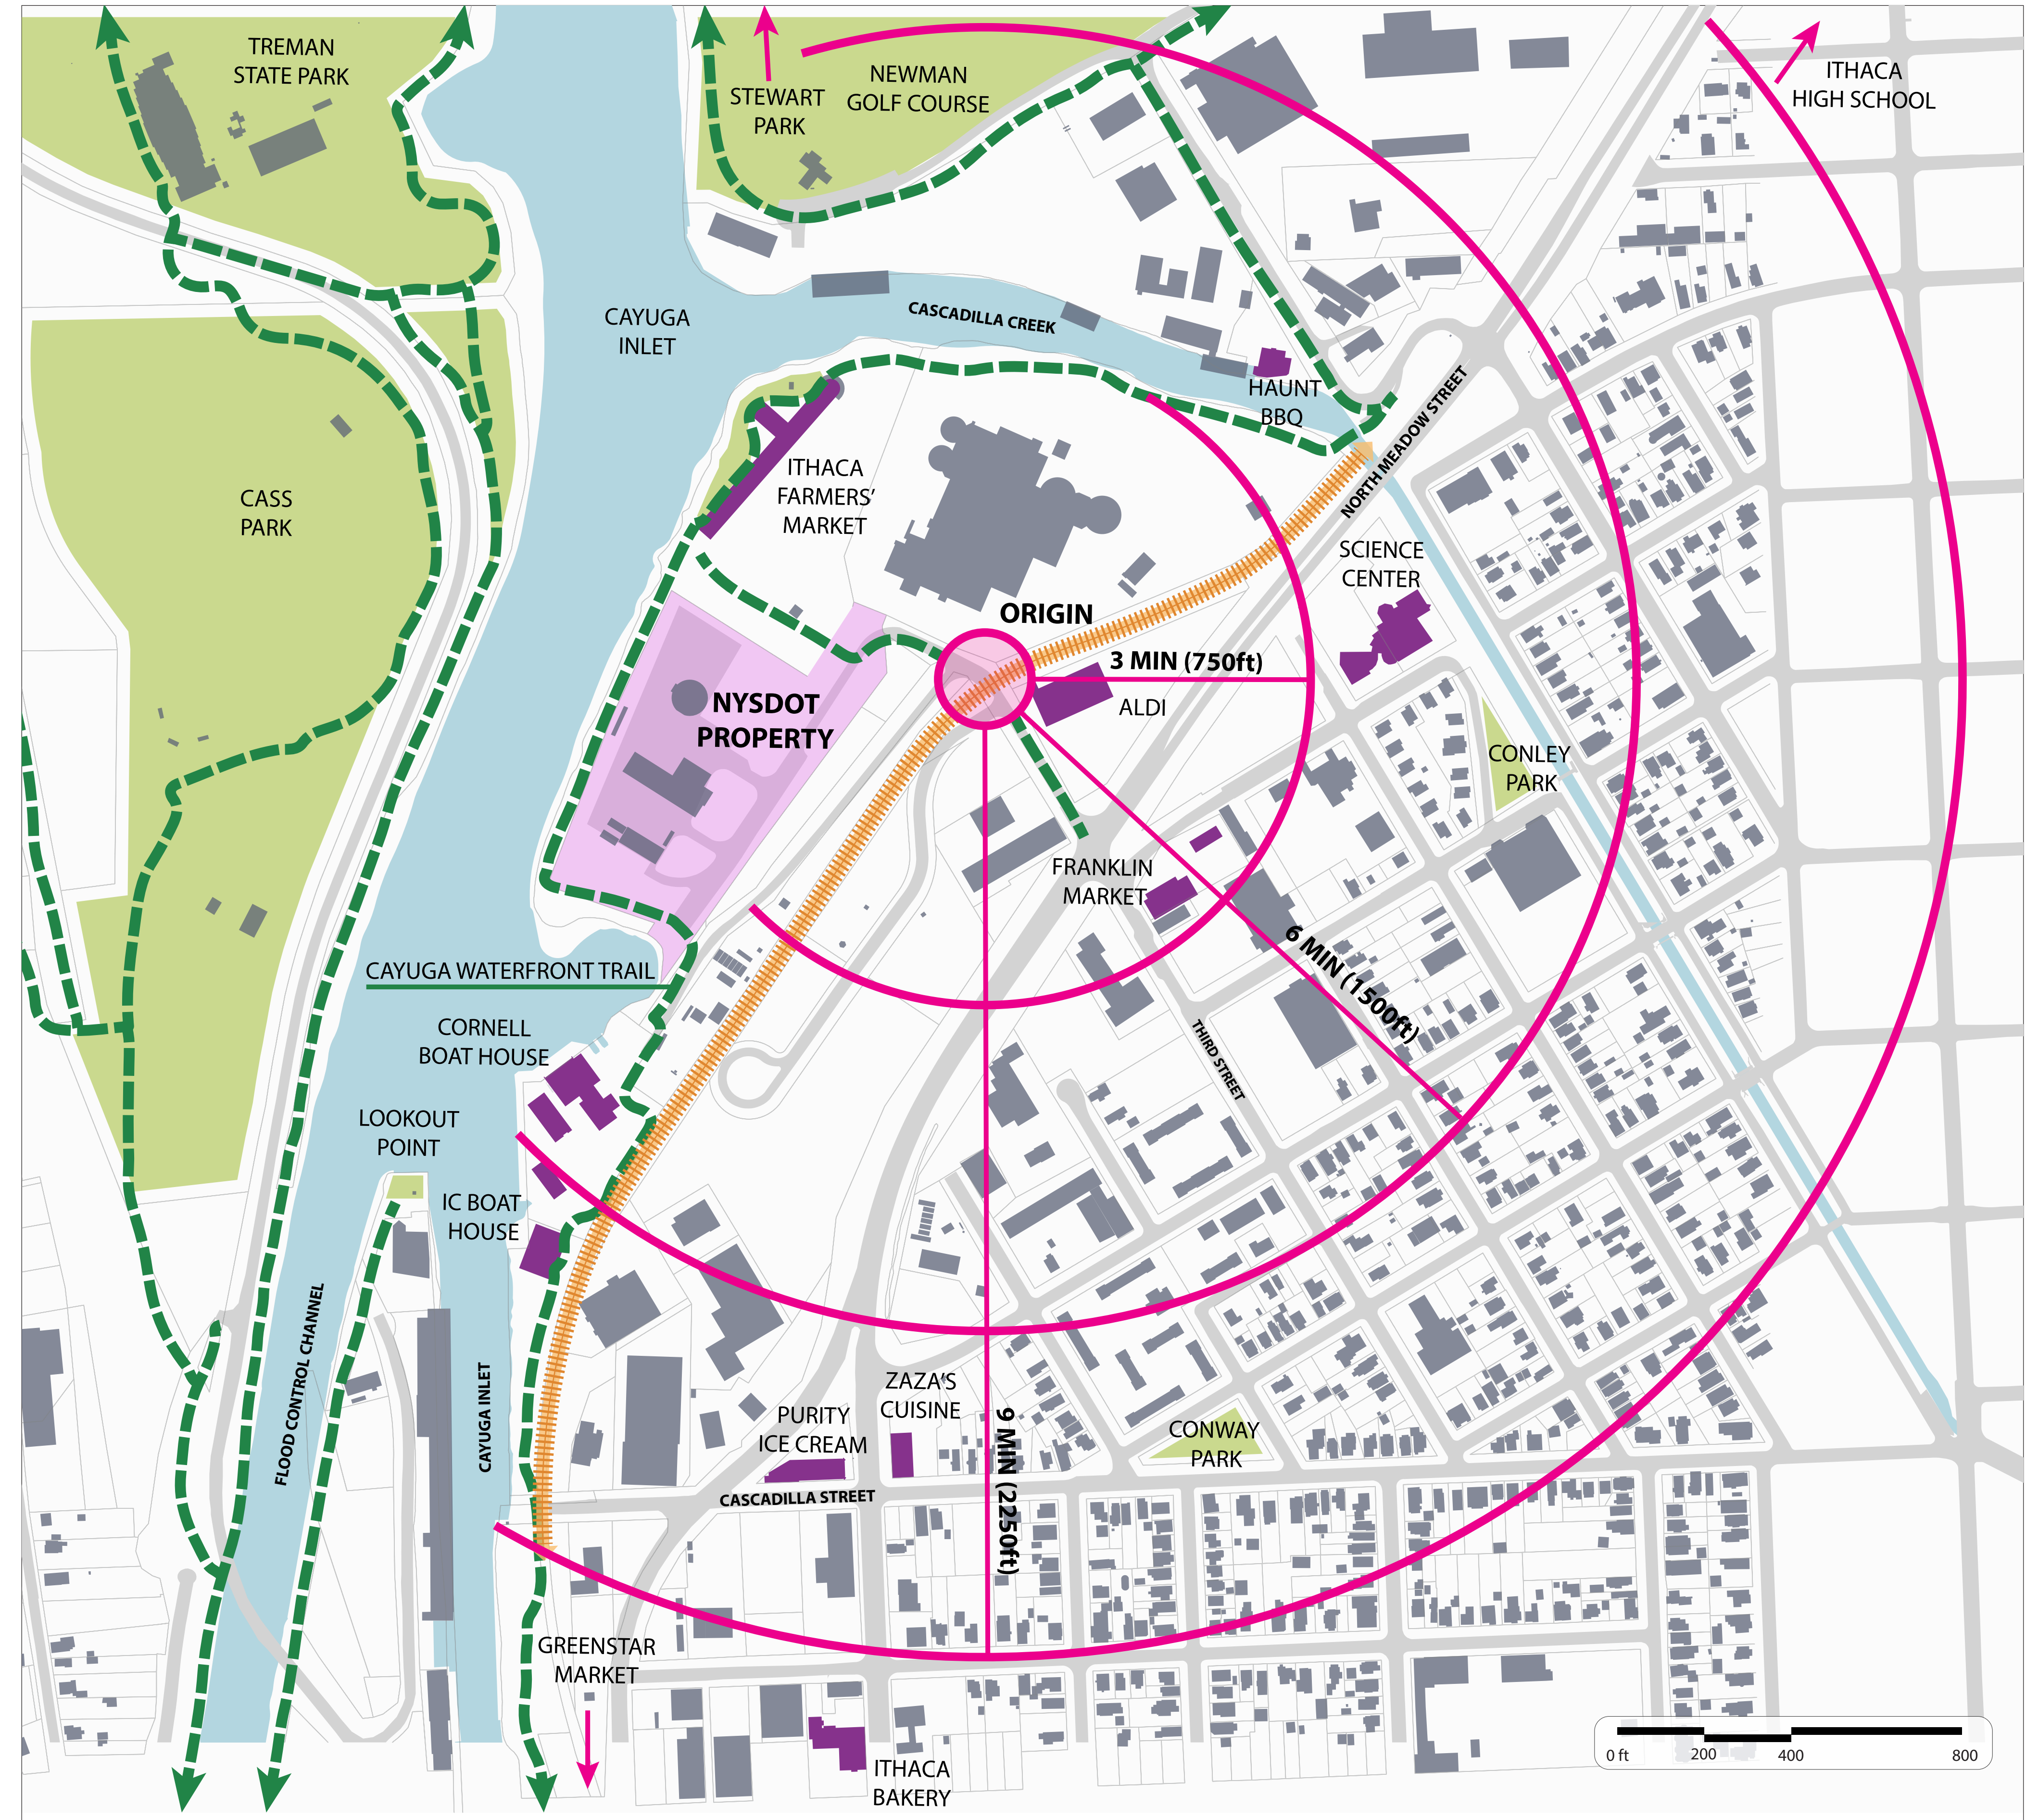 TREMAN
STATE PARK
STEWART
PARK
NEWMAN
GOLF COURSE
ITHACA
HIGH SCHOOL
CAYUGA
INLET
CASCADILLA CREEK
HAUNT
BBQ
NORTH MEADOW STREET
CASS
PARK
ITHACA
FARMERS’
MARKET
SCIENCE
CENTER
ORIGIN
3 MIN (750ft)
ALDI
NYSDOT
PROPERTY
CONLEY
PARK
FRANKLIN
MARKET
6 MIN (1500ft)
CAYUGA WATERFRONT TRAIL
CORNELL
BOAT HOUSE
THIRD STREET
LOOKOUT
POINT
IC BOAT
HOUSE
FLOOD CONTROL CHANNEL
CAYUGA INLET
ZAZA'S
CUISINE
PURITY
ICE CREAM
9 MIN (2250ft)
CONWAY
PARK
CASCADILLA STREET
GREENSTAR
MARKET
ITHACA
BAKERY
0 ft 200 400 800